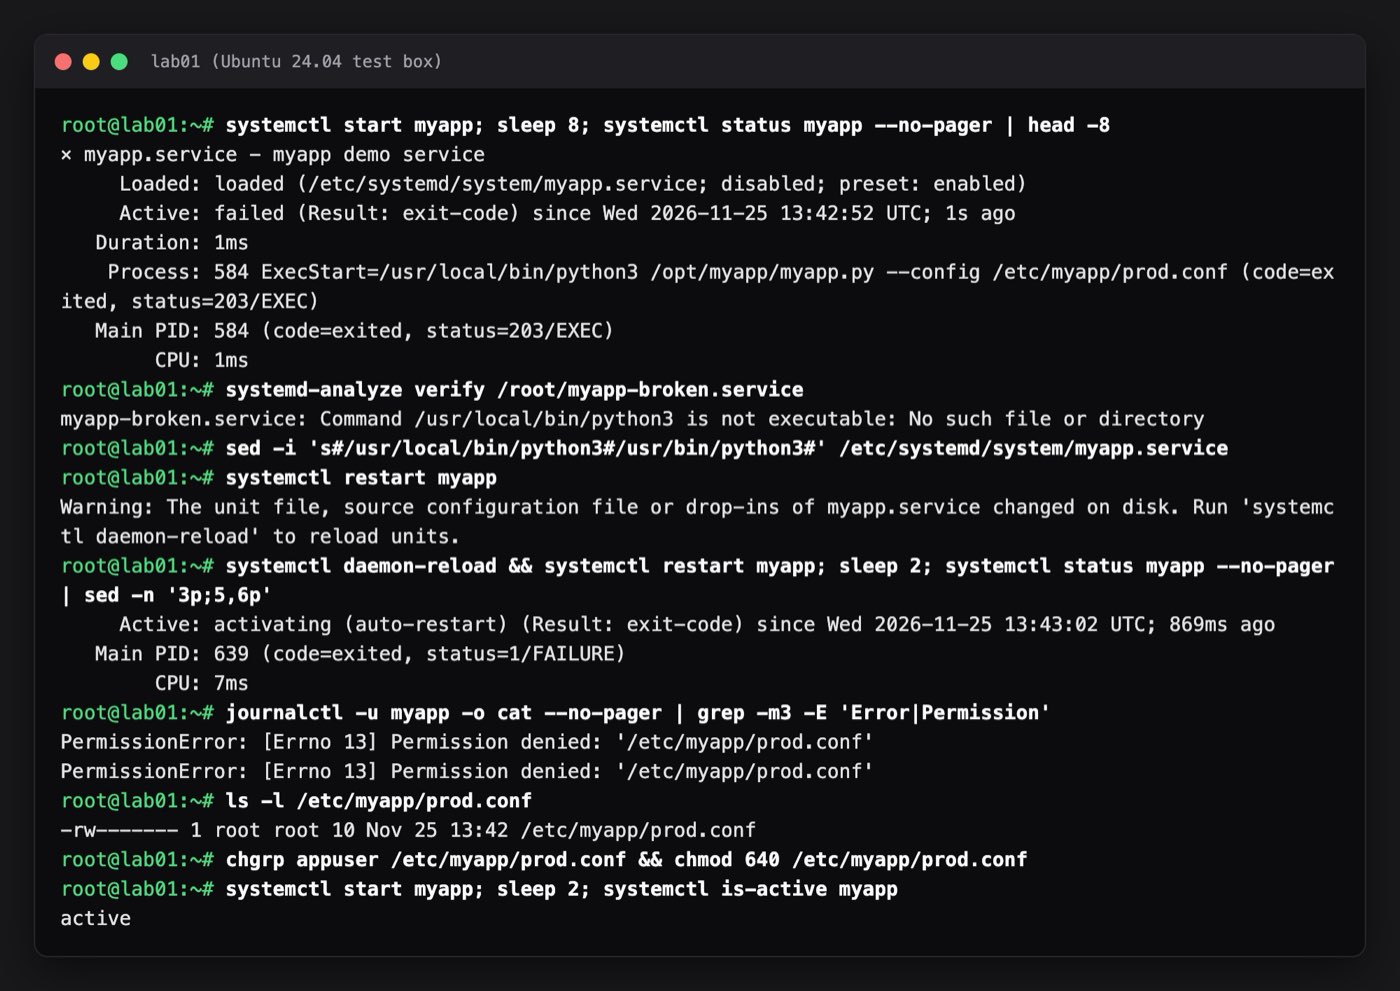 lab01 (Ubuntu 24.04 test box)
root@lab01:~# systemctl start myapp; sleep 8; systemctl status myapp --no-pager | head -8
× myapp.service - myapp demo service
     Loaded: loaded (/etc/systemd/system/myapp.service; disabled; preset: enabled)
     Active: failed (Result: exit-code) since Wed 2026-11-25 13:42:52 UTC; 1s ago
   Duration: 1ms
    Process: 584 ExecStart=/usr/local/bin/python3 /opt/myapp/myapp.py --config /etc/myapp/prod.conf (code=ex
ited, status=203/EXEC)
   Main PID: 584 (code=exited, status=203/EXEC)
        CPU: 1ms
root@lab01:~# systemd-analyze verify /root/myapp-broken.service
myapp-broken.service: Command /usr/local/bin/python3 is not executable: No such file or directory
root@lab01:~# sed -i 's#/usr/local/bin/python3#/usr/bin/python3#' /etc/systemd/system/myapp.service
root@lab01:~# systemctl restart myapp
Warning: The unit file, source configuration file or drop-ins of myapp.service changed on disk. Run 'systemc
tl daemon-reload' to reload units.
root@lab01:~# systemctl daemon-reload && systemctl restart myapp; sleep 2; systemctl status myapp --no-pager
| sed -n '3p;5,6p'
     Active: activating (auto-restart) (Result: exit-code) since Wed 2026-11-25 13:43:02 UTC; 869ms ago
   Main PID: 639 (code=exited, status=1/FAILURE)
        CPU: 7ms
root@lab01:~# journalctl -u myapp -o cat --no-pager | grep -m3 -E 'Error|Permission'
PermissionError: [Errno 13] Permission denied: '/etc/myapp/prod.conf'
PermissionError: [Errno 13] Permission denied: '/etc/myapp/prod.conf'
root@lab01:~# ls -l /etc/myapp/prod.conf
-rw------- 1 root root 10 Nov 25 13:42 /etc/myapp/prod.conf
root@lab01:~# chgrp appuser /etc/myapp/prod.conf && chmod 640 /etc/myapp/prod.conf
root@lab01:~# systemctl start myapp; sleep 2; systemctl is-active myapp
active